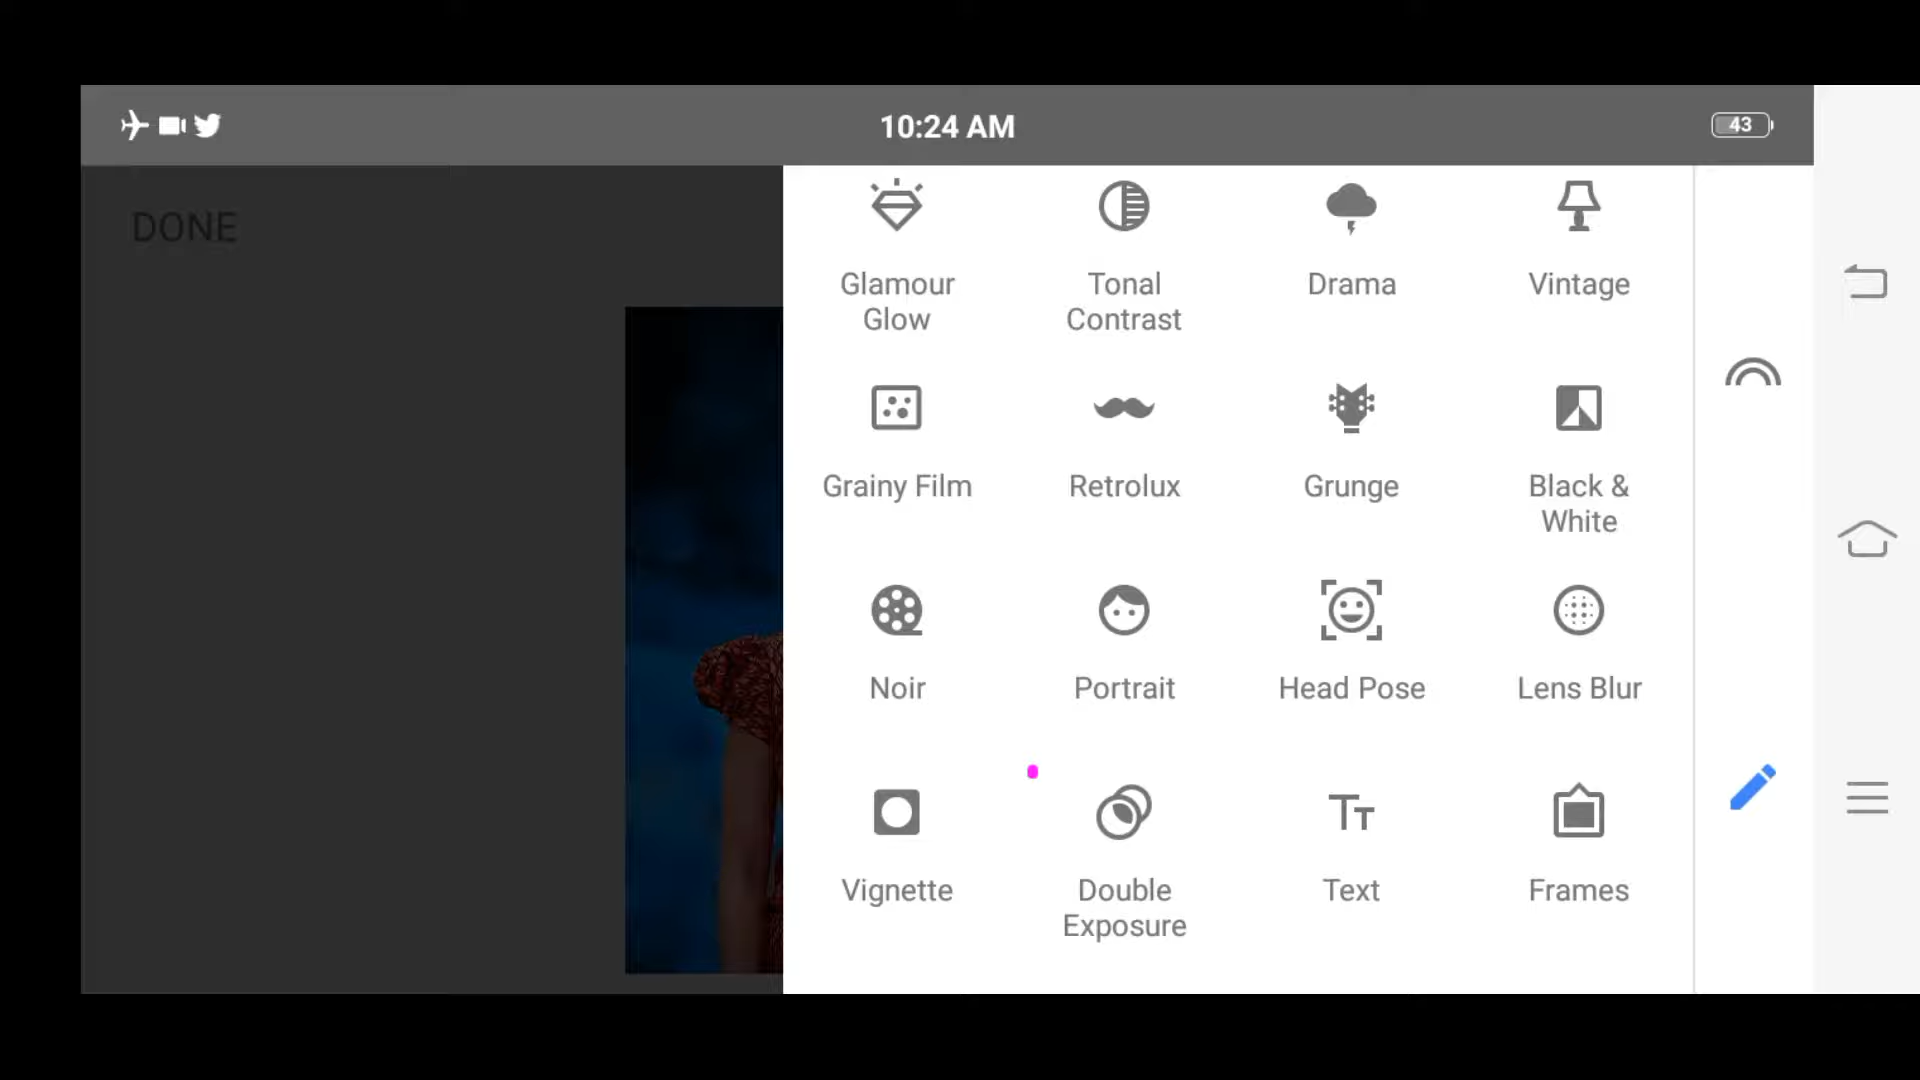 10:24 AM
43
DONE
Glamour
Glow
Tonal
Contrast
Drama
Vintage
Grainy Film
Retrolux
Grunge
Black &
White
Noir
Portrait
Head Pose
Lens Blur
Vignette
Double
Exposure
Text
Frames